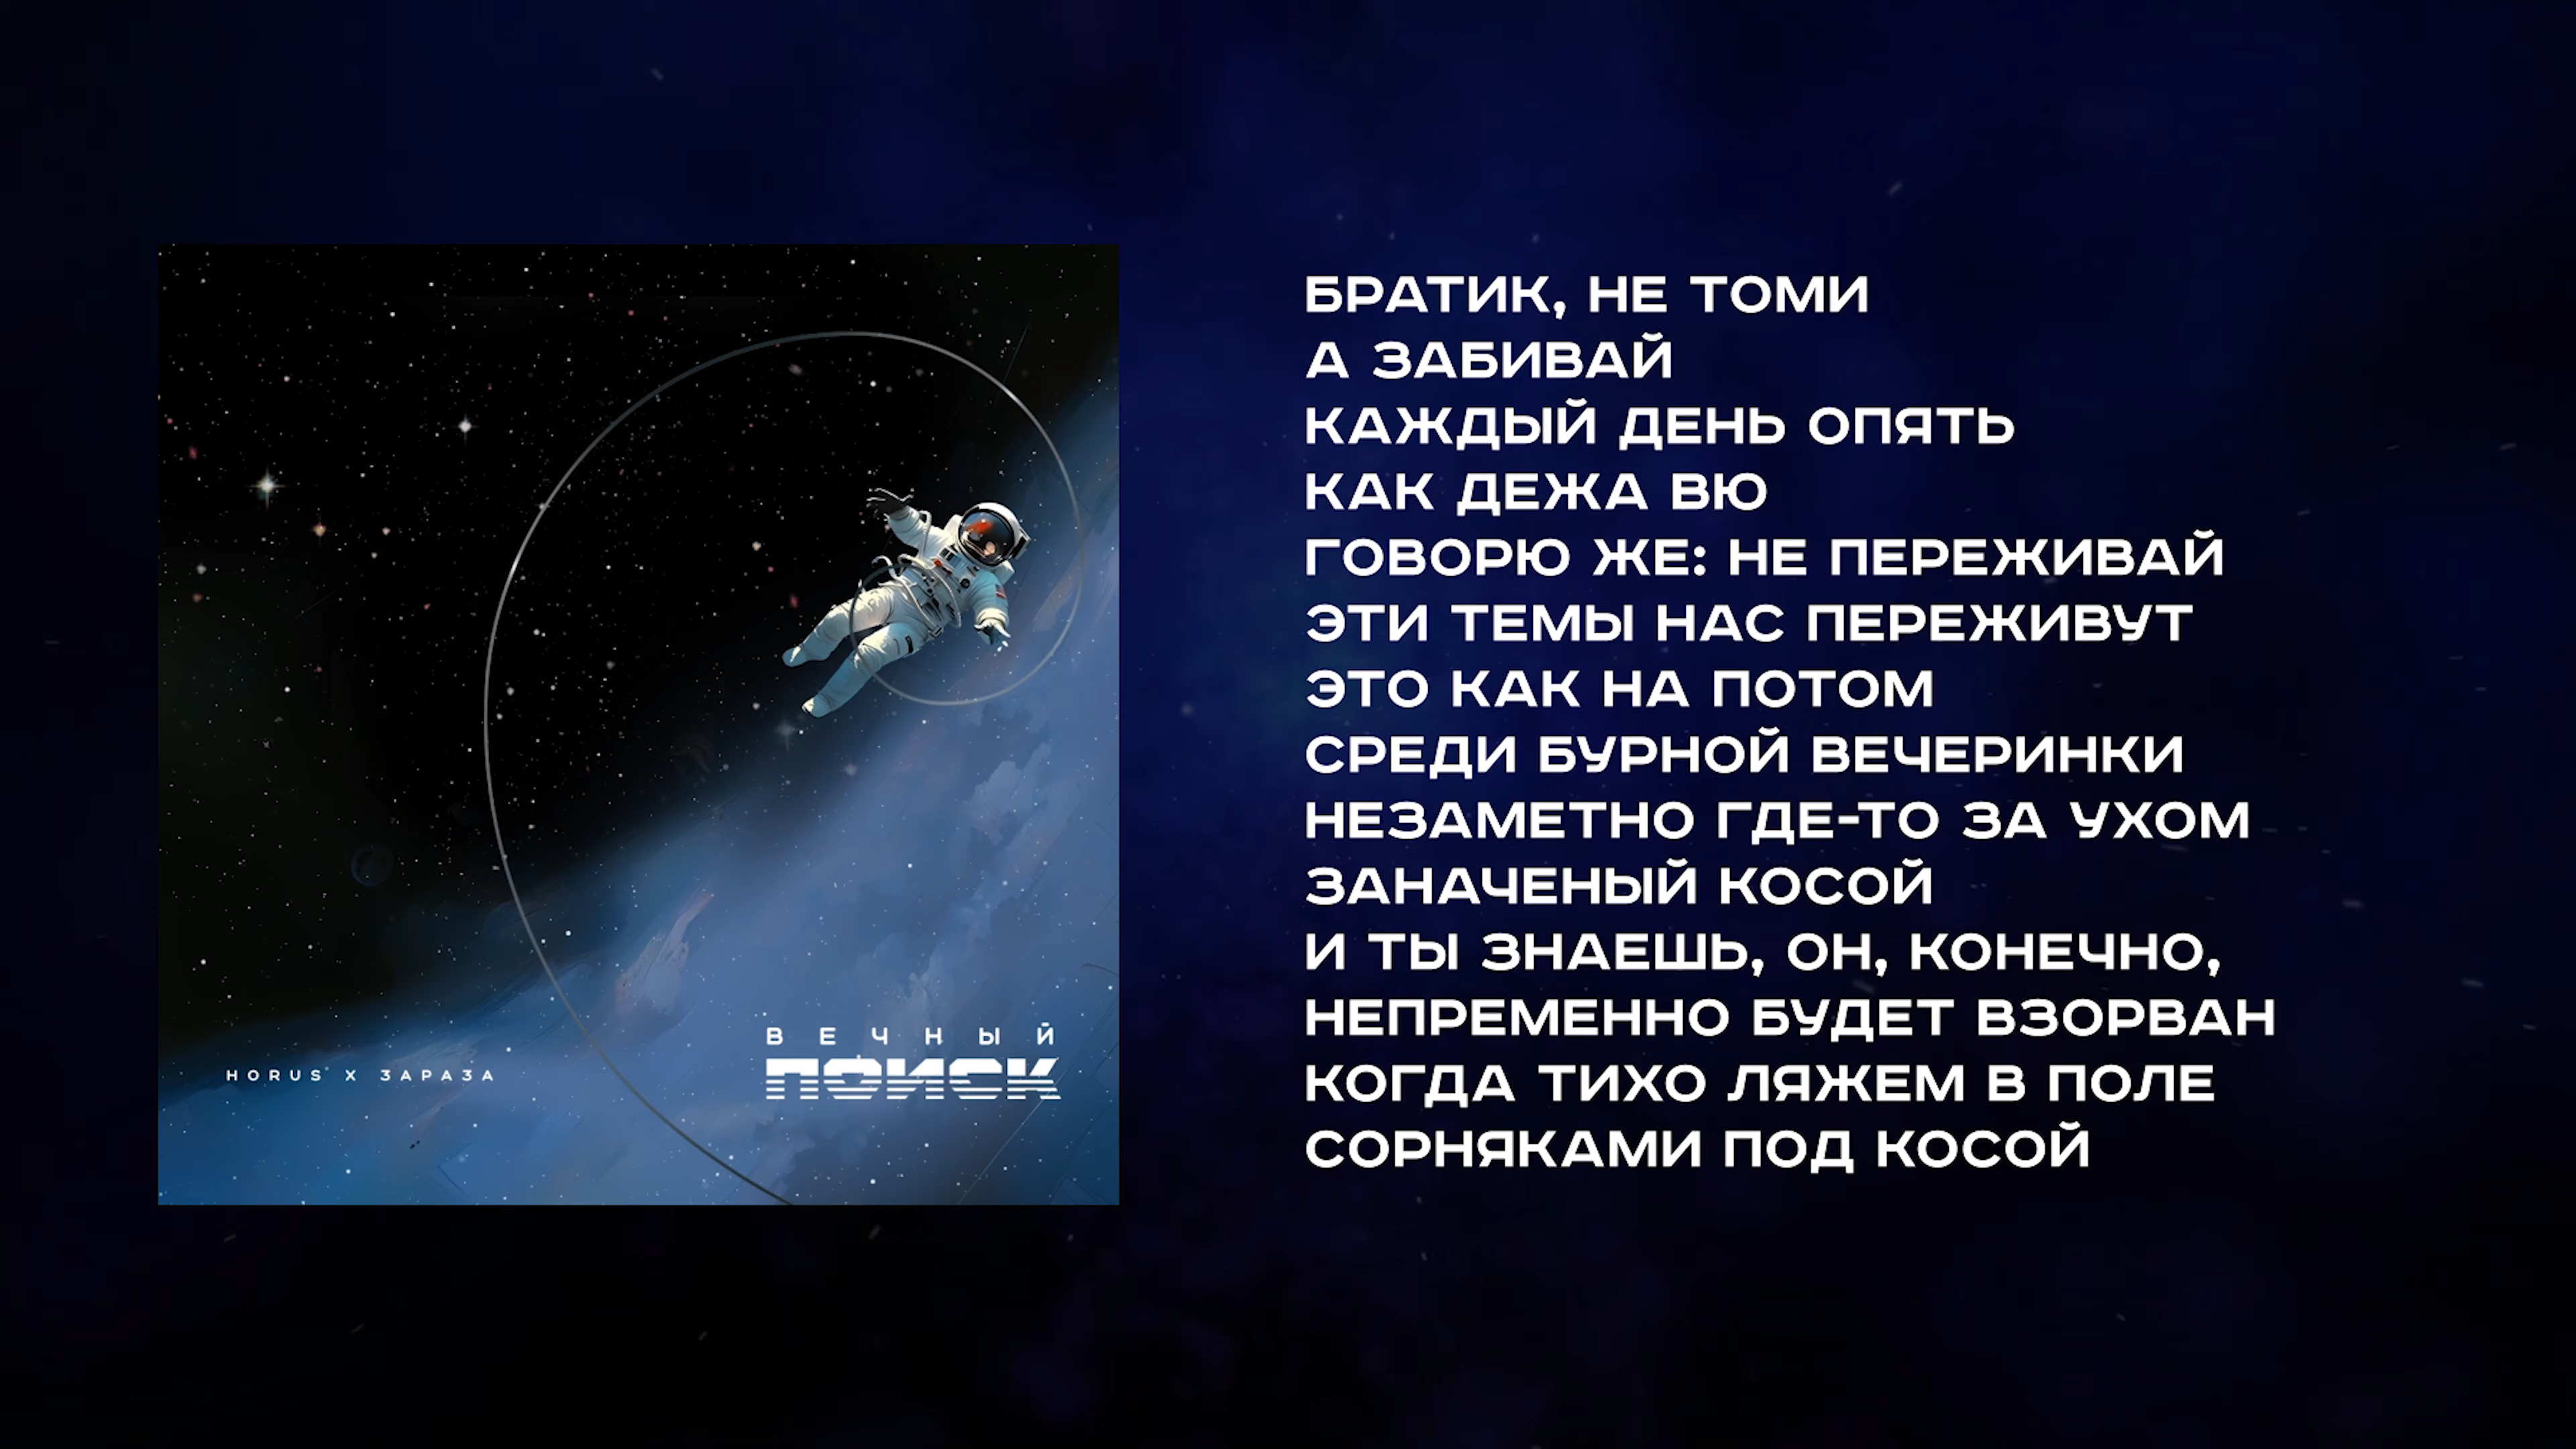 ВЕЧНЫЙ
ПОИСК
HORUS X ЗАРАЗА
БРАТИК, НЕ ТОМИ
А ЗАБИВАЙ
КАЖДЫЙ ДЕНЬ ОПЯТЬ
КАК ДЕЖА ВЮ
ГОВОРЮ ЖЕ: НЕ ПЕРЕЖИВАЙ
ЭТИ ТЕМЫ НАС ПЕРЕЖИВУТ
ЭТО КАК НА ПОТОМ
СРЕДИ БУРНОЙ ВЕЧЕРИНКИ
НЕЗАМЕТНО ГДЕ-ТО ЗА УХОМ
ЗАНАЧЕНЫЙ КОСОЙ
И ТЫ ЗНАЕШЬ, ОН, КОНЕЧНО,
НЕПРЕМЕННО БУДЕТ ВЗОРВАН
КОГДА ТИХО ЛЯЖЕМ В ПОЛЕ
СОРНЯКАМИ ПОД КОСОЙ